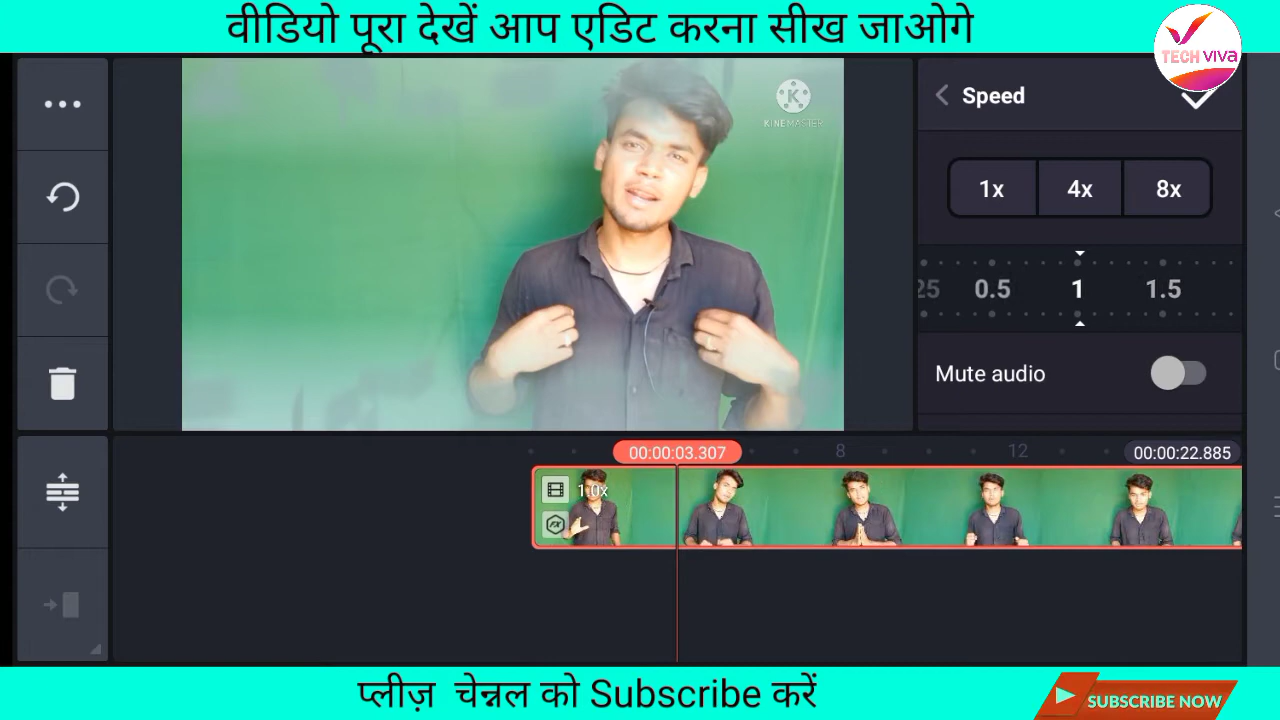 वीडियो पूरा देखें आप एडिट करना सीख जाओगे
TECH viva
KINEMASTER
Speed
1x 4x 8x
25 0.5 1 1.5
Mute audio
00:00:03.307 8 12 00:00:22.885
1.0x
प्लीज़ चेन्नल को Subscribe करें
SUBSCRIBE NOW